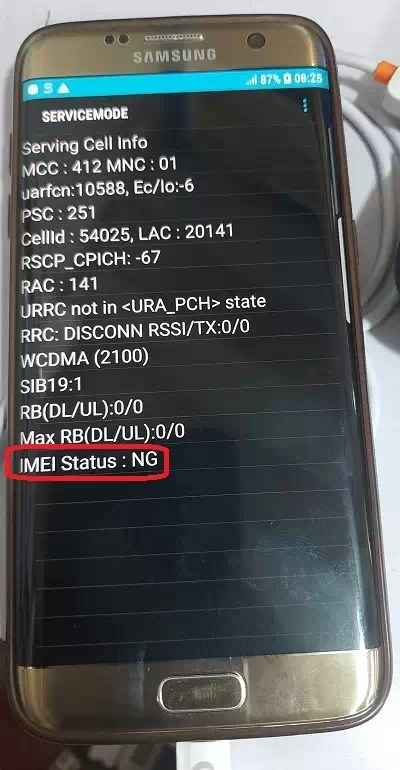 SAMSUNG
87% 08:25
SERVICEMODE
Serving Cell Info
MCC : 412 MNC : 01
uarfcn:10588, Ec/Io:-6
PSC : 251
CellId : 54025, LAC : 20141
RSCP_CPICH: -67
RAC : 141
URRC not in <URA_PCH> state
RRC: DISCONN RSSI/TX:0/0
WCDMA (2100)
SIB19:1
RB(DL/UL):0/0
Max RB(DL/UL):0/0
IMEI Status : NG